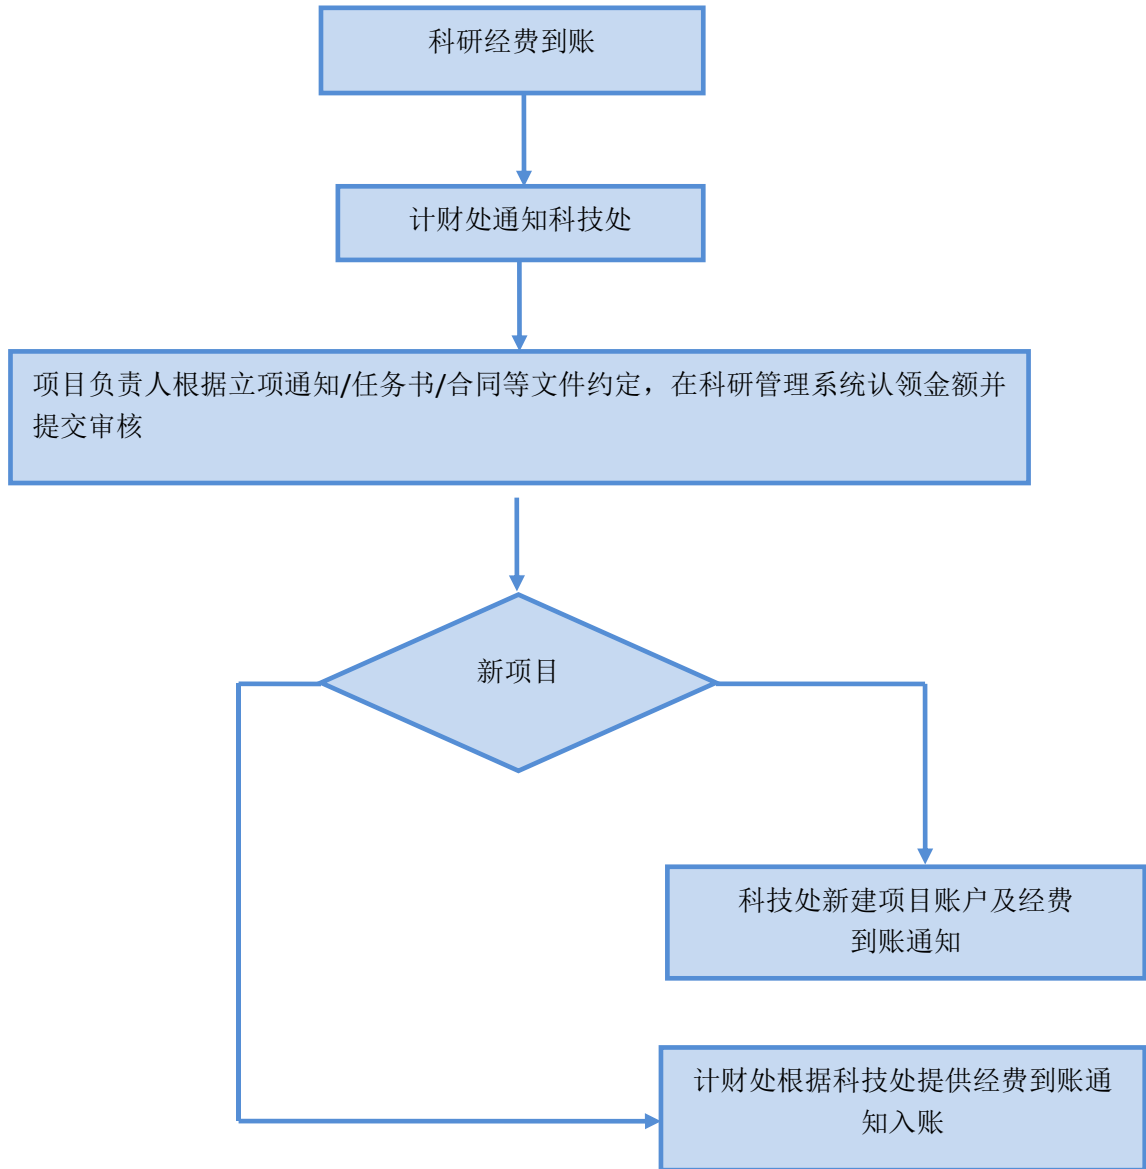 科研经费到账
计财处通知科技处
项目负责人根据立项通知/任务书/合同等文件约定，在科研管理系统认领金额并
提交审核
新项目
科技处新建项目账户及经费
到账通知
计财处根据科技处提供经费到账通
知入账